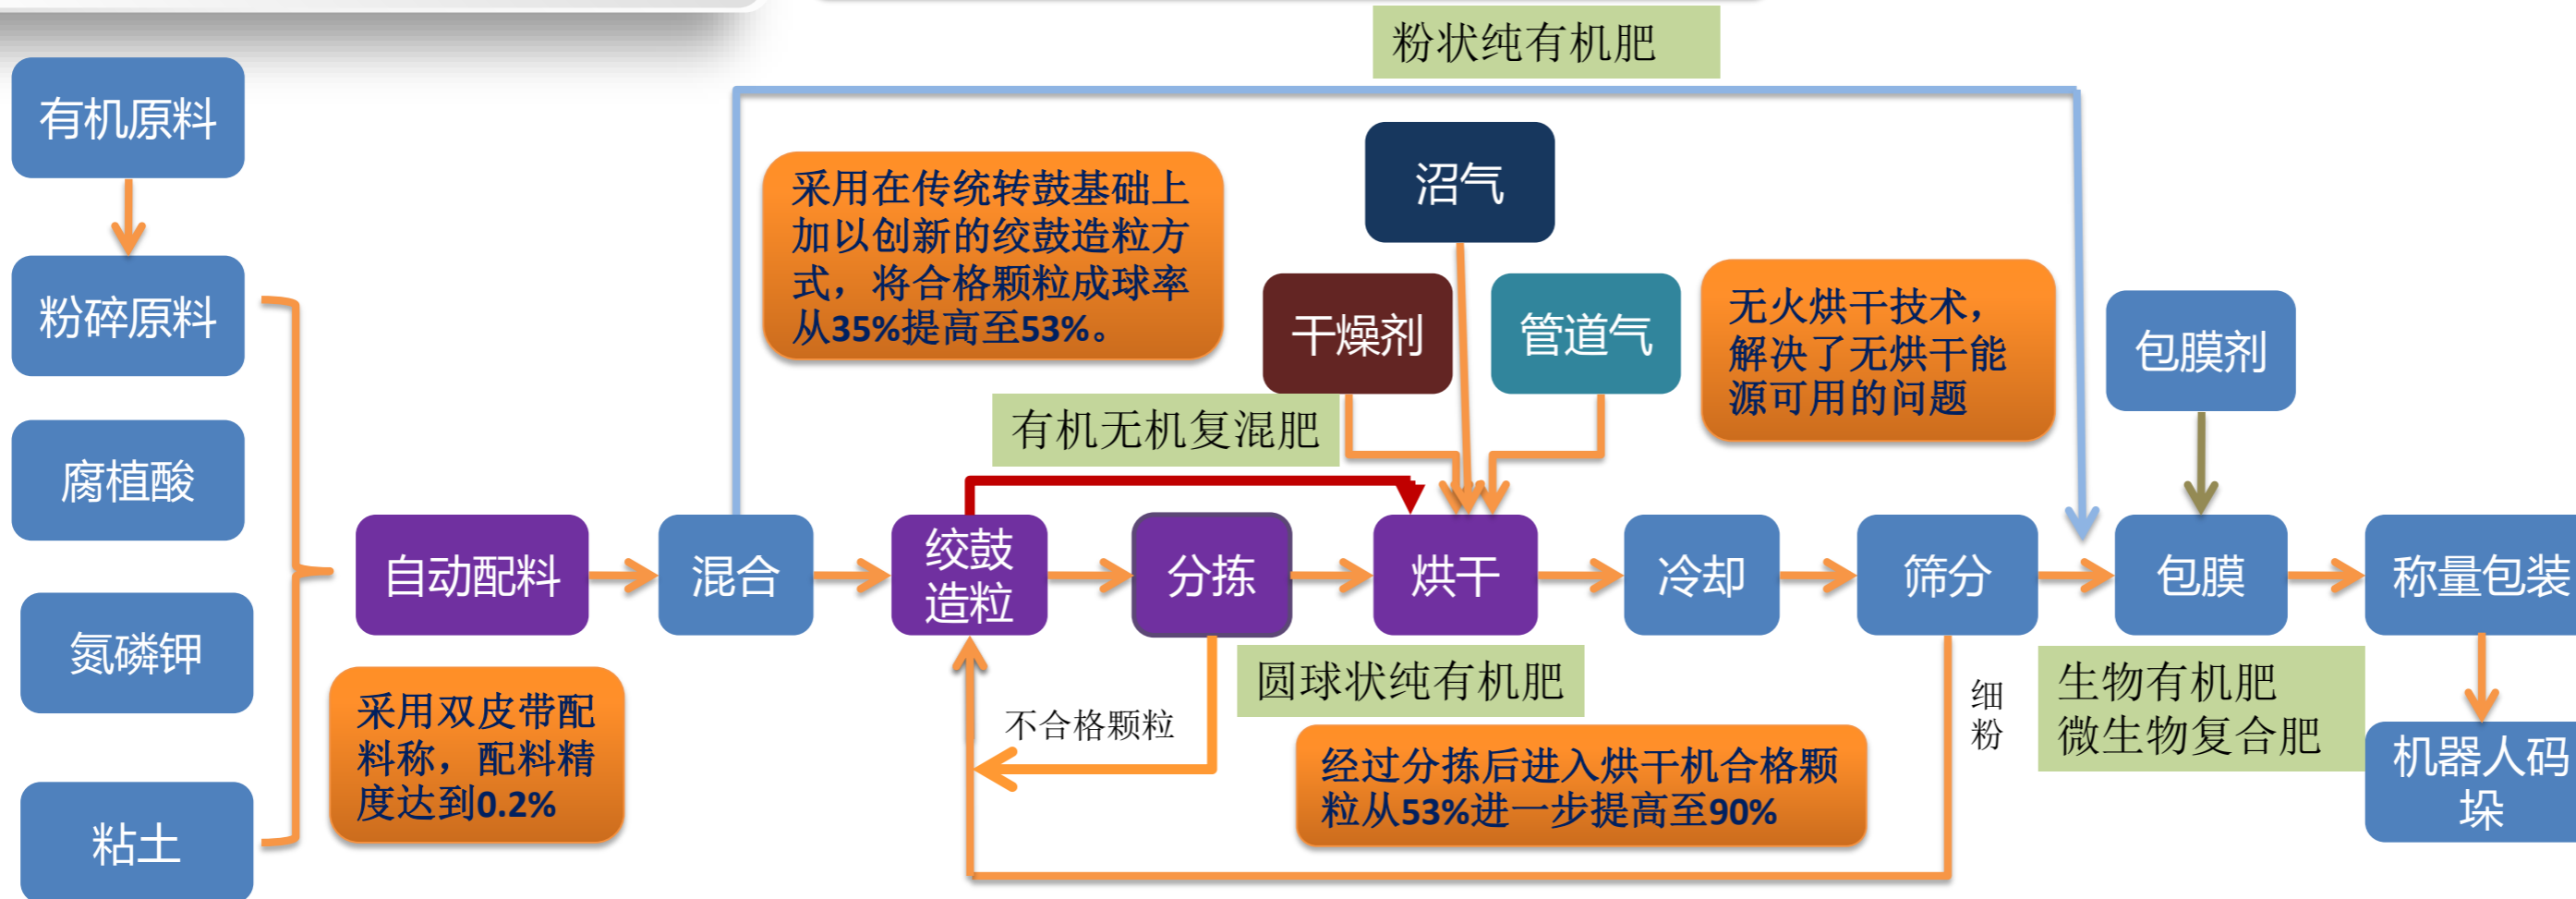 粉状纯有机肥
有机原料
粉碎原料
腐植酸
氮磷钾
粘土
采用在传统转鼓基础上
加以创新的绞鼓造粒方
式，将合格颗粒成球率
从35%提高至53%。
沼气
干燥剂
管道气
无火烘干技术，
解决了无烘干能
源可用的问题
包膜剂
有机无机复混肥
自动配料
混合
绞鼓
造粒
分拣
烘干
冷却
筛分
包膜
称量包装
采用双皮带配
料称，配料精
度达到0.2%
不合格颗粒
圆球状纯有机肥
经过分拣后进入烘干机合格颗
粒从53%进一步提高至90%
细
粉
生物有机肥
微生物复合肥
机器人码
垛